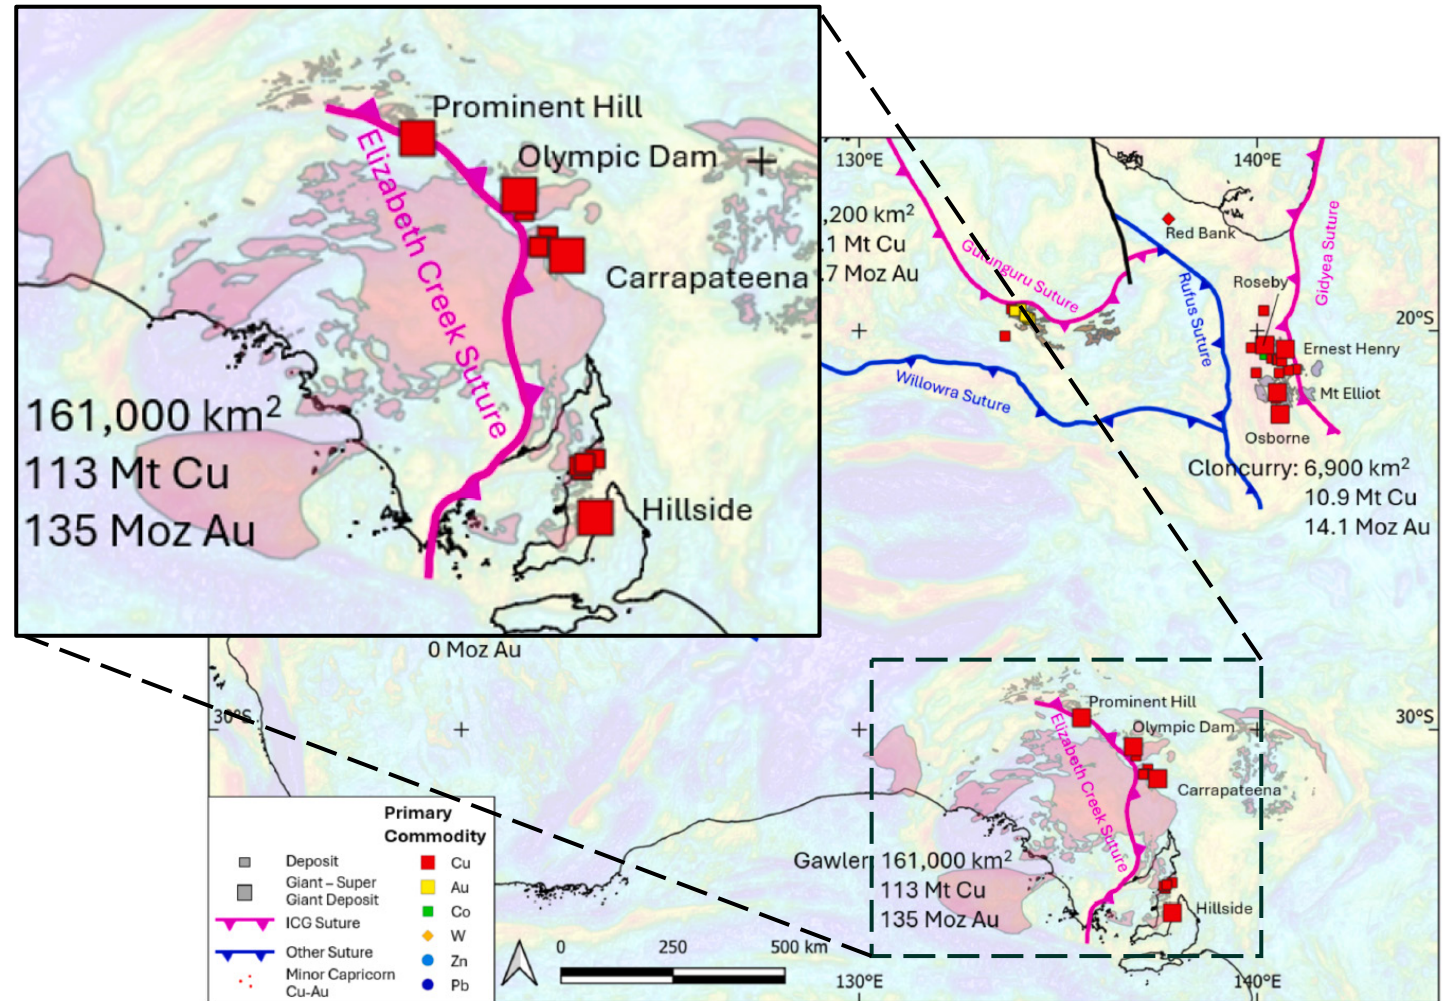 Prominent Hill
Olympic Dam
Elizabeth Creek Suture
Carrapateena
161,000 km²
113 Mt Cu
135 Moz Au
Hillside
130°E
140°E
,200 km²
.1 Mt Cu
.7 Moz Au
Gulunguru Suture
Red Bank
Rufus Suture
Gidyea Suture
Roseby
20°S
Ernest Henry
Willowra Suture
Mt Elliot
Osborne
Cloncurry: 6,900 km²
10.9 Mt Cu
14.1 Moz Au
0 Moz Au
30°S
30°S
Prominent Hill
Olympic Dam
Elizabeth Creek Suture
Carrapateena
Gawler: 161,000 km²
113 Mt Cu
135 Moz Au
Hillside
Primary
Commodity
Deposit
Giant – Super
Giant Deposit
ICG Suture
Other Suture
Minor Capricorn
Cu-Au
Cu
Au
Co
W
Zn
Pb
0 250 500 km
130°E
140°E